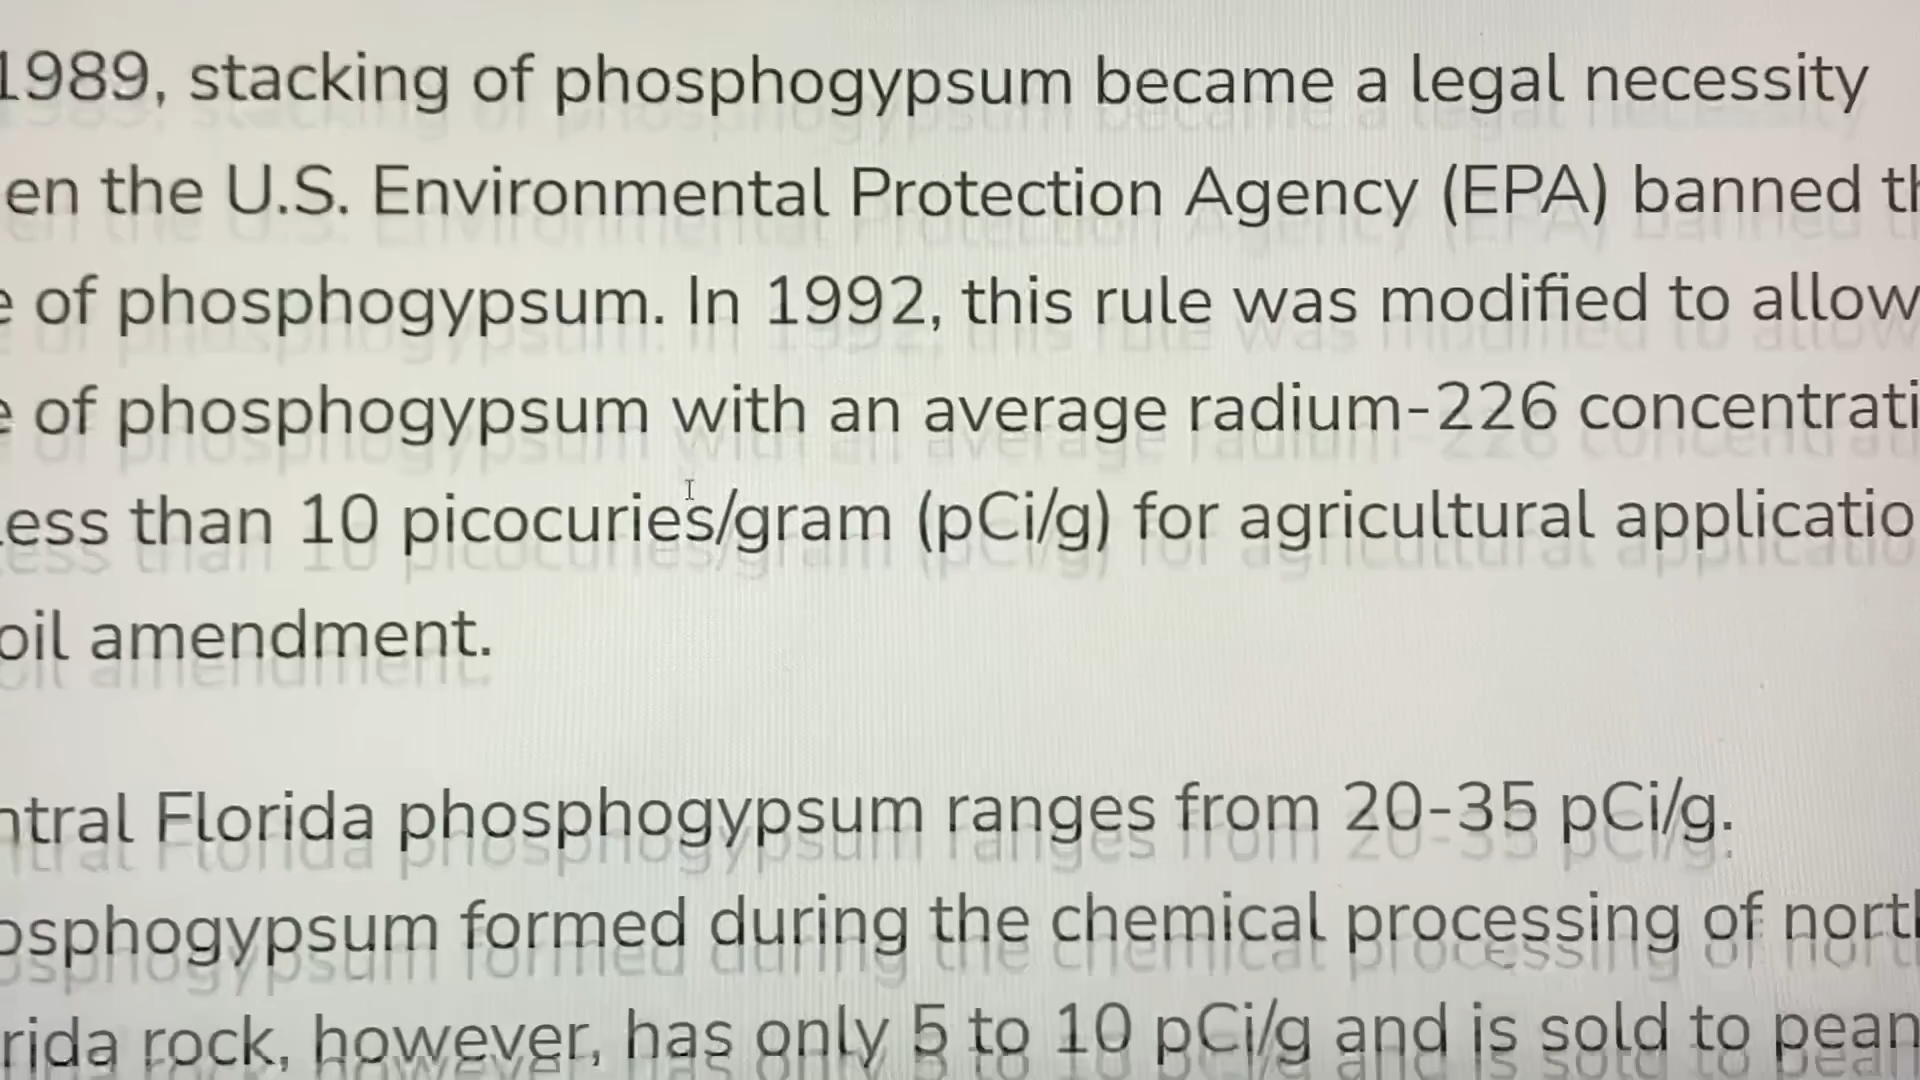 1989, stacking of phosphogypsum became a legal necessity
en the U.S. Environmental Protection Agency (EPA) banned th
e of phosphogypsum. In 1992, this rule was modified to allow
e of phosphogypsum with an average radium-226 concentrati
less than 10 picocuries/gram (pCi/g) for agricultural applicatio
oil amendment.
ntral Florida phosphogypsum ranges from 20-35 pCi/g.
osphogypsum formed during the chemical processing of north
rida rock, however, has only 5 to 10 pCi/g and is sold to pean